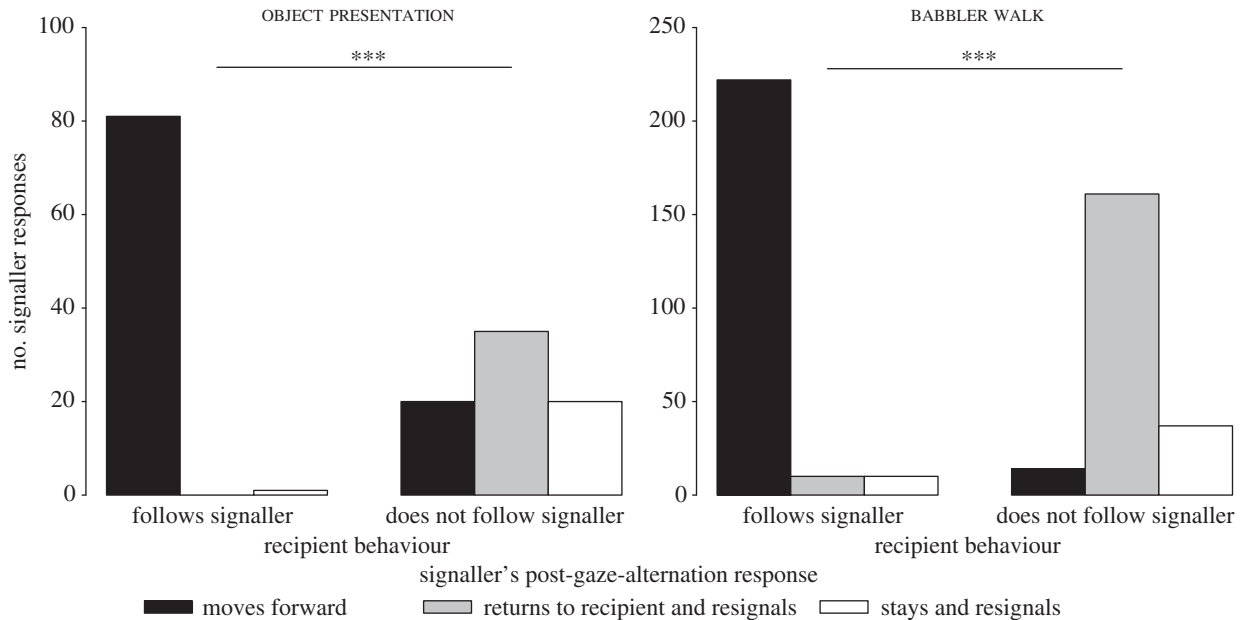 OBJECT PRESENTATION
BABBLER WALK
100
80
60
40
20
0
250
200
150
100
50
0
***
***
no. signaller responses
follows signaller
does not follow signaller
follows signaller
does not follow signaller
recipient behaviour
recipient behaviour
signaller's post-gaze-alternation response
moves forward
returns to recipient and resignals
stays and resignals